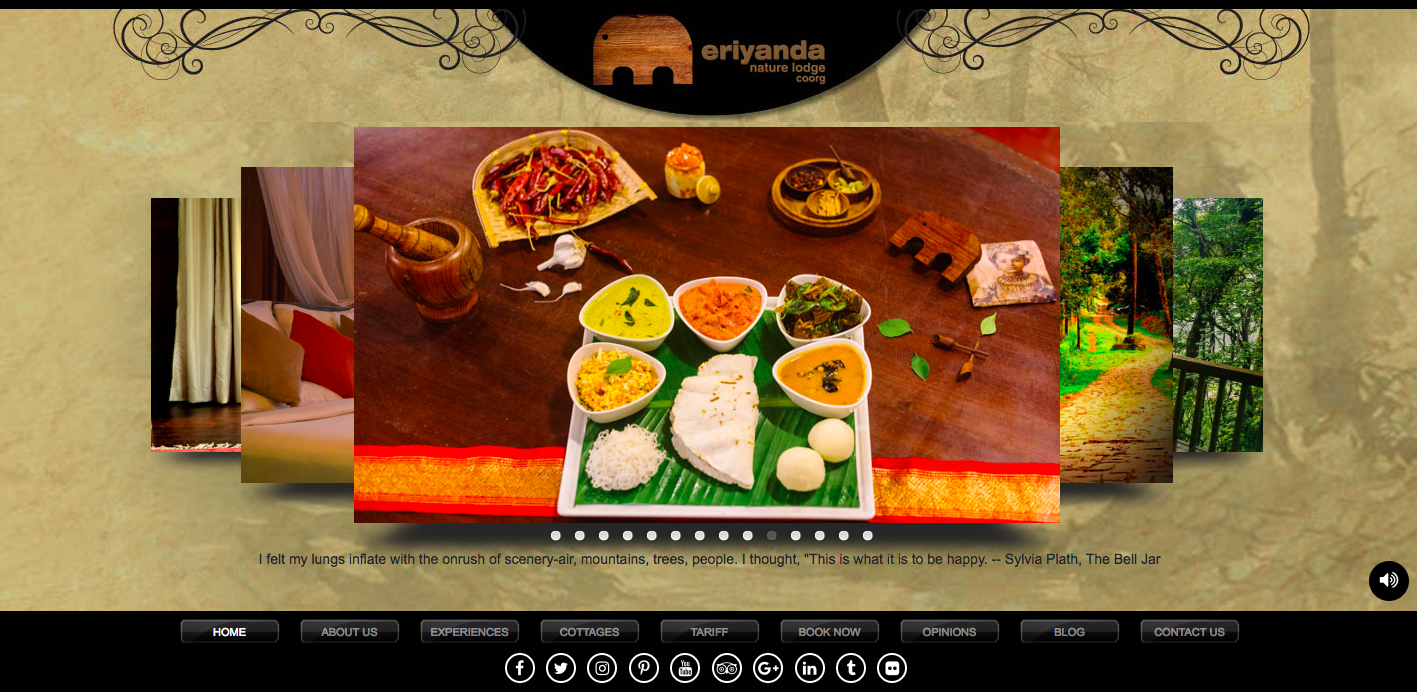 eriyanda
nature lodge
coorg
I felt my lungs inflate with the onrush of scenery-air, mountains, trees, people. I thought, "This is what it is to be happy. -- Sylvia Plath, The Bell Jar
HOME ABOUT US EXPERIENCES COTTAGES TARIFF BOOK NOW OPINIONS BLOG CONTACT US
You
Tube